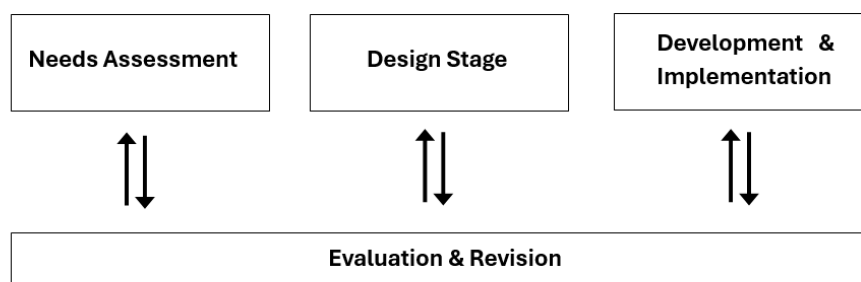 Needs Assessment
Design Stage
Development &
Implementation
Evaluation & Revision